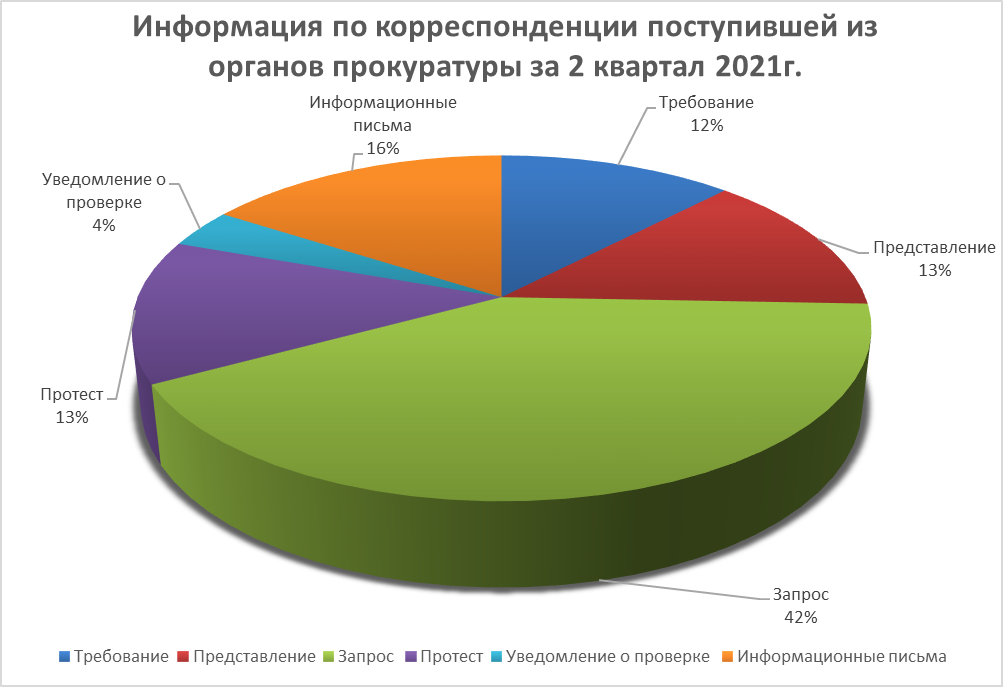 Информация по корреспонденции поступившей из
органов прокуратуры за 2 квартал 2021г.
Информационные
письма
16%
Требование
12%
Уведомление о
проверке
4%
Представление
13%
Протест
13%
Запрос
42%
Требование Представление Запрос Протест Уведомление о проверке Информационные письма